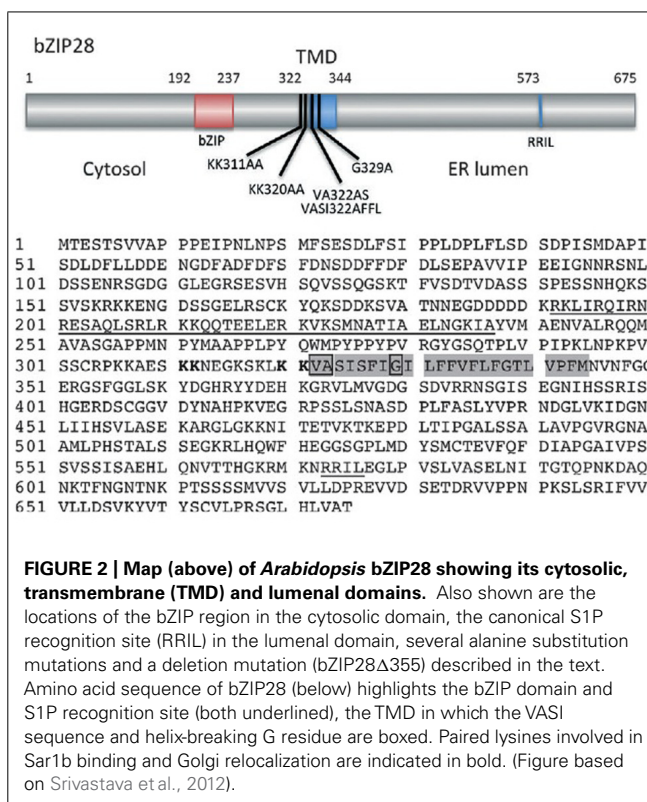 bZIP28
TMD
1 192 237 322 344 573 675
bZIP
RRIL
KK311AA
G329A
Cytosol
ER lumen
KK320AA
VA322AS
VASI322AFFL
1 MTESTSVVAP PPEIPNLNPS MFSESDLFSI PPLDPLFLSD SDPISMDAPI
51 SDLDFLLDDE NGDFADFDFS FDNSDDFFDF DLSEPAVVIP EEIGNNRSNL
101 DSSENRSGDG GLEGRSESVH SQVSSQGSKT FVSDTVDASS SPESSNHQKS
151 SVSKRKKENG DSSGELRSCK YQKSDDKSVA TNNEGDDDDK RKLIRQIRN
201 RESAQLSRLR KKQQTEELER KVKSMNATIA ELNGKIAYVM AENVALRQQM
251 AVASGAPPMN PYMAAPPLPY QWMPYPPYPV RGYGSQTPLV PIPKLNPKPV
301 SSCRPKKAES KKNEGKSKLK KVASISFIGI LFFVFLFGTL VPFMNVNFGG
351 ERGSFGGLSK YDGHRYYDEH KGRVLMVGDG SDVRRNSGIS EGNIHSSRIS
401 HGERDSCGGV DYNAHPKVEG RPSSLSNASD PLFASLYVPR NDGLVKIDGN
451 LIIHSVLASE KARGLGKKNI TETVKTKEPD LTIPGALSSA LAVPGVRGNA
501 AMLPHSTALS SEGKRLHQWF HEGGSGPLMD YSMCTEVFQF DIAPGAIVPS
551 SVSSISAEHL QNVTTHGKRM KNRRILEGLP VSLVASELNI TGTQPNKDAQ
601 NKTFNGNTNK PTSSSSMVVS VLLDPREVVD SETDRVVPPN PKSLSRIFVV
651 VLLDSVKYVT YSCVLPRSGL HLVAT
FIGURE 2 | Map (above) of Arabidopsis bZIP28 showing its cytosolic,
transmembrane (TMD) and lumenal domains. Also shown are the
locations of the bZIP region in the cytosolic domain, the canonical S1P
recognition site (RRIL) in the lumenal domain, several alanine substitution
mutations and a deletion mutation (bZIP28Δ355) described in the text.
Amino acid sequence of bZIP28 (below) highlights the bZIP domain and
S1P recognition site (both underlined), the TMD in which the VASI
sequence and helix-breaking G residue are boxed. Paired lysines involved in
Sar1b binding and Golgi relocalization are indicated in bold. (Figure based
on Srivastava et al., 2012).